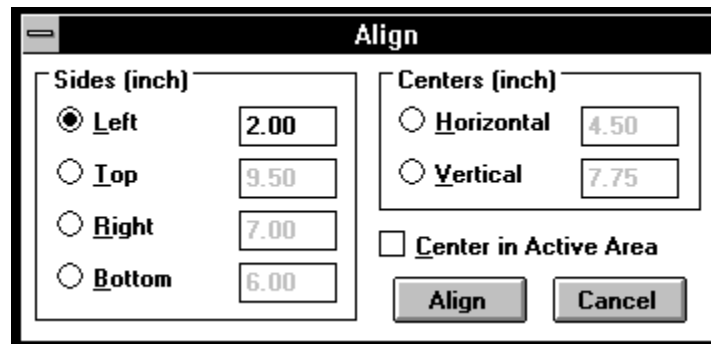 Align
Sides (inch)
Left 2.00
Top 9.50
Right 7.00
Bottom 6.00
Centers (inch)
Horizontal 4.50
Vertical 7.75
Center in Active Area
Align Cancel